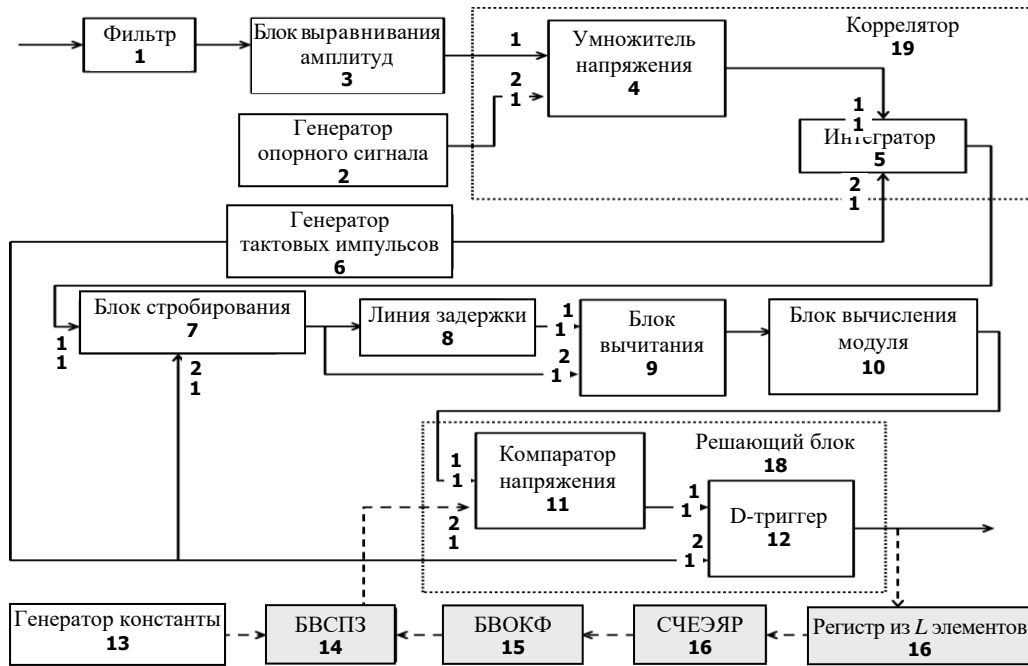 Фильтр
1
Блок выравнивания
амплитуд
3
1
2
1
Умножитель
напряжения
4
Коррелятор
19
Генератор
опорного сигнала
2
1
1
Интегратор
5
2
1
Генератор
тактовых импульсов
6
Блок стробирования
7
1
1
2
1
Линия задержки
8
1
1
2
1
Блок
вычитания
9
Блок вычисления
модуля
10
Решающий блок
18
1
1
2
1
Компаратор
напряжения
11
1
1
2
1
D-триггер
12
Генератор константы
13
БВСПЗ
14
БВОКФ
15
СЧЕЭЯР
16
Регистр из L элементов
16